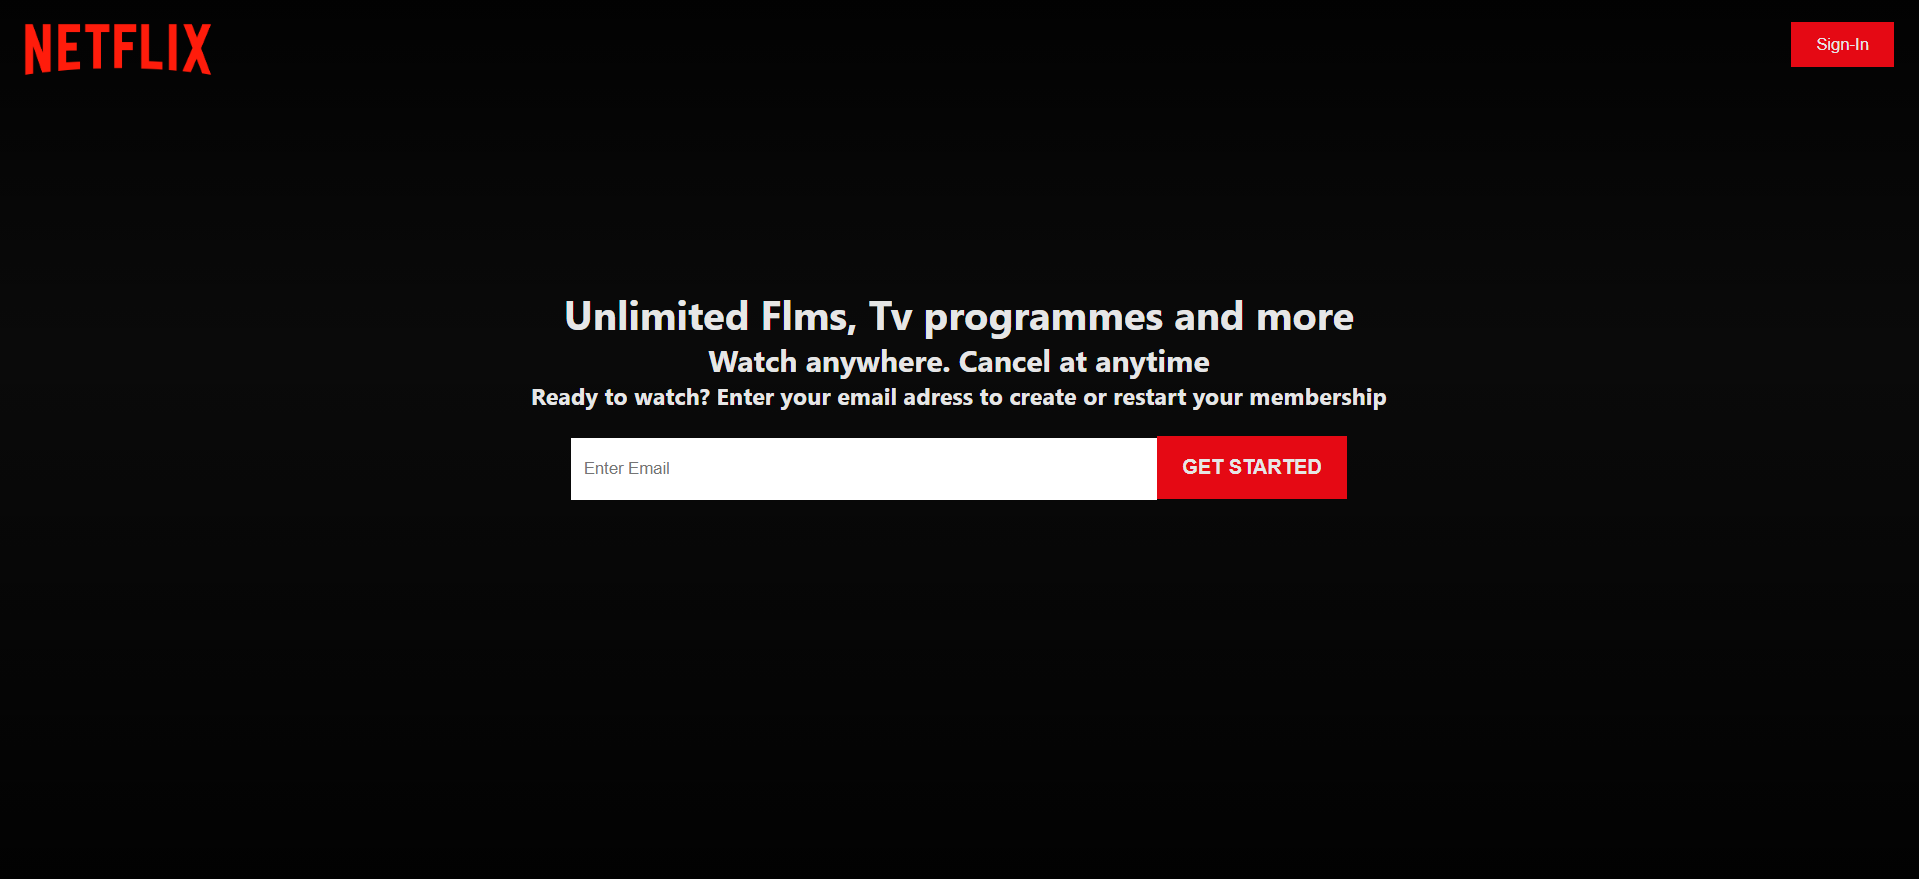 NETFLIX
Sign-In
Unlimited Flms, Tv programmes and more
Watch anywhere. Cancel at anytime
Ready to watch? Enter your email adress to create or restart your membership
Enter Email
GET STARTED